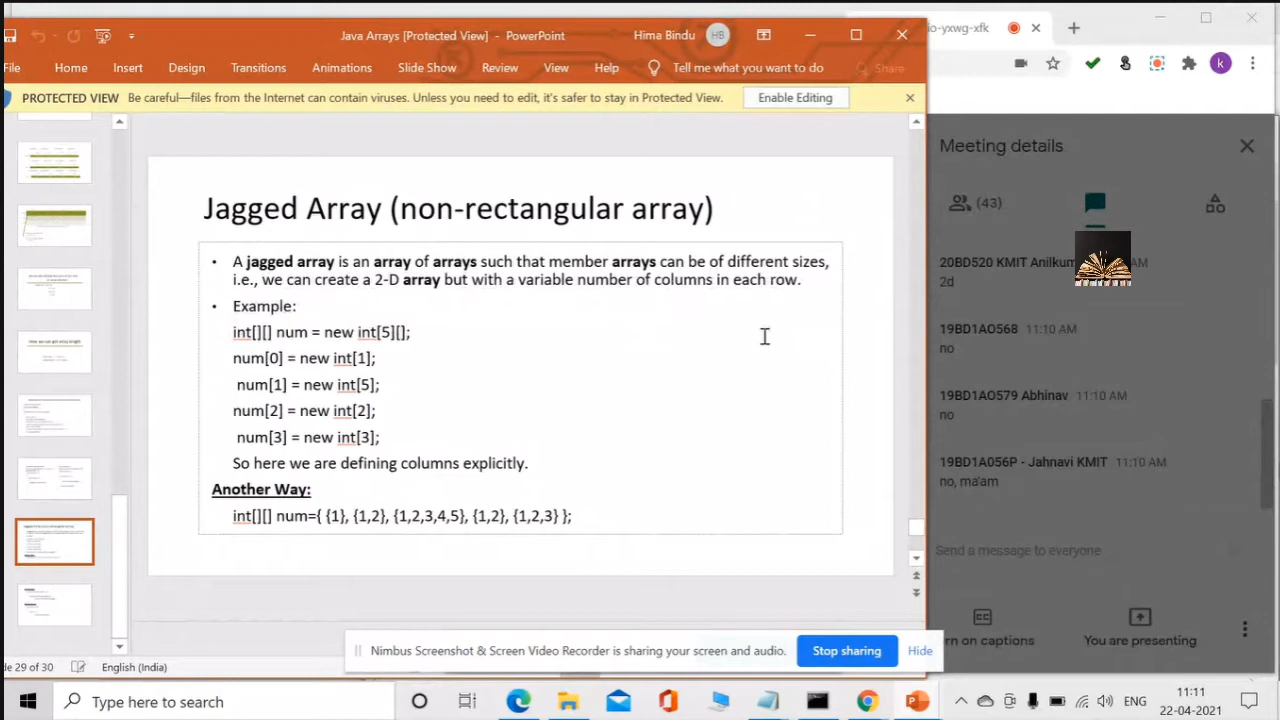 io-yxwg-xfk
Java Arrays [Protected View] - PowerPoint
Hima Bindu
HB
File Home Insert Design Transitions Animations Slide Show Review View Help Tell me what you want to do Share
k
PROTECTED VIEW Be careful—files from the Internet can contain viruses. Unless you need to edit, it's safer to stay in Protected View. Enable Editing
Jagged Array (non-rectangular array)
• A jagged array is an array of arrays such that member arrays can be of different sizes,
i.e., we can create a 2-D array but with a variable number of columns in each row.
• Example:
int[][] num = new int[5][];
num[0] = new int[1];
num[1] = new int[5];
num[2] = new int[2];
num[3] = new int[3];
So here we are defining columns explicitly.
Another Way:
int[][] num={ {1}, {1,2}, {1,2,3,4,5}, {1,2}, {1,2,3} };
Meeting details
(43)
20BD520 KMIT Anilkum AM
2d
19BD1A0568 11:10 AM
no
19BD1A0579 Abhinav 11:10 AM
no
19BD1A056P - Jahnavi KMIT 11:10 AM
no, ma'am
Send a message to everyone
rn on captions
You are presenting
Nimbus Screenshot & Screen Video Recorder is sharing your screen and audio. Stop sharing Hide
de 29 of 30 English (India)
Type here to search
ENG
11:11
22-04-2021